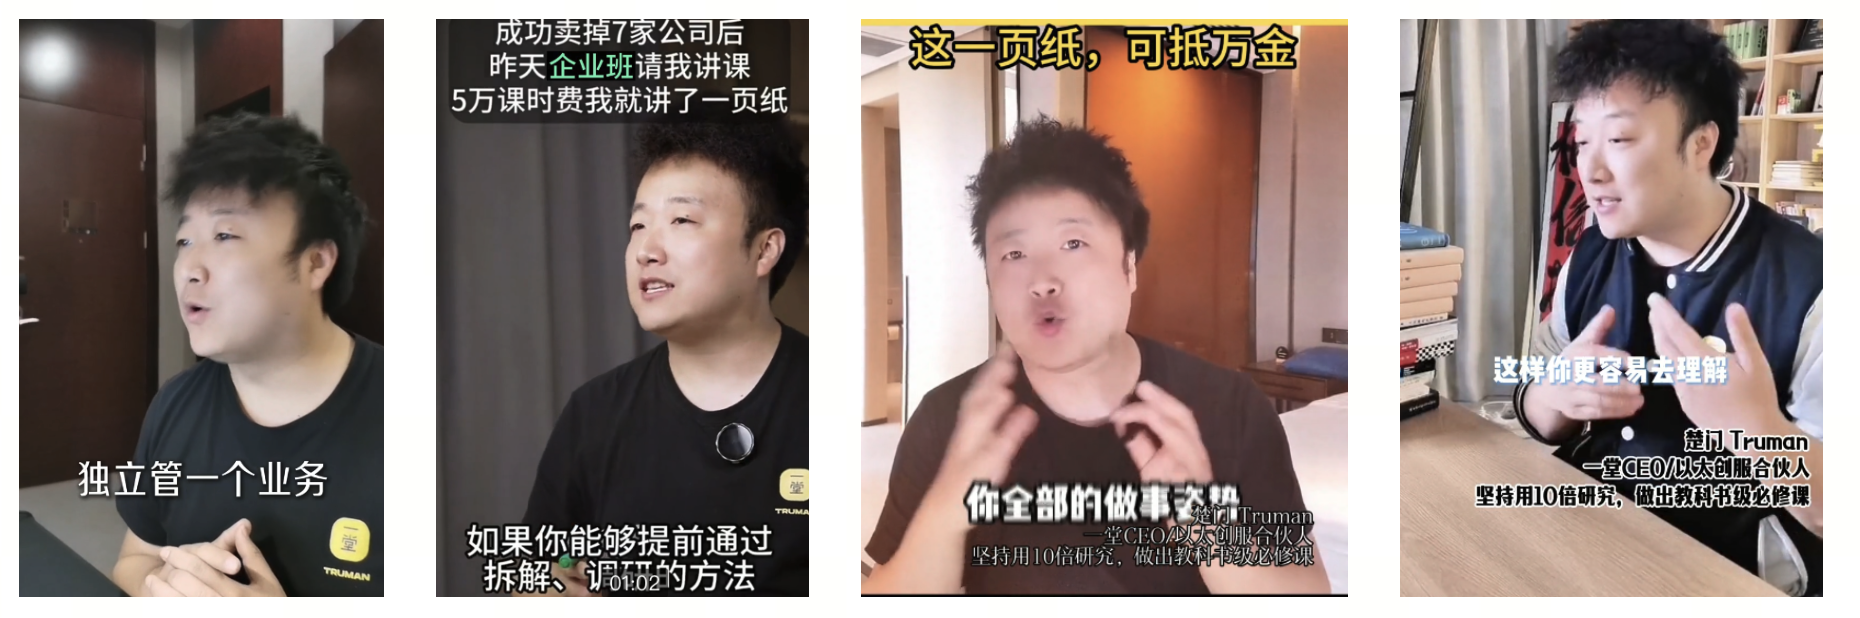 独立管一个业务
一堂
TRUMAN
成功卖掉7家公司后
昨天企业班请我讲课
5万课时费我就讲了一页纸
一堂
TRUMA
如果你能够提前通过
拆解、调研的方法
01:02
这一页纸，可抵万金
你全部的做事姿势
楚门 Truman
一堂CEO/以太创服合伙人
坚持用10倍研究，做出教科书级必修课
相信
这样你更容易去理解
楚门 Truman
一堂CEO/以太创服合伙人
坚持用10倍研究，做出教科书级必修课